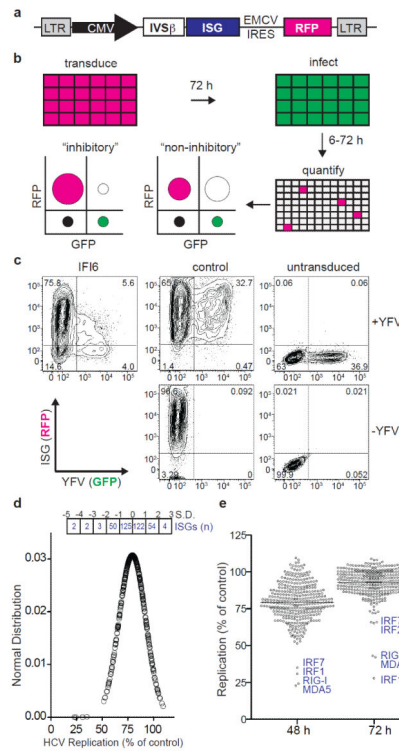 a
LTR CMV IVSβ ISG EMCV IRES RFP LTR
b
transduce
72 h
infect
6-72 h
quantify
"inhibitory"
"non-inhibitory"
RFP
RFP
GFP
GFP
c
IFI6
control
untransduced
75.8 5.6
32.7
0.06 0.06
+YFV
14.6 4.0
1.4 0.47
63 36.9
0.092
0.021 0.021
-YFV
3.29 0
99.9 0.052
ISG (RFP)
YFV (GFP)
d
-5 -4 -3 -2 -1 0 1 2 3 S.D.
2 2 3 50 125 122 54 4 ISGs (n)
Normal Distribution
0.03
0.02
0.01
0.00
0 25 50 75 100
HCV Replication (% of control)
e
Replication (% of control)
125
100
75
50
25
0
IRF7
IRF1
RIG-I
MDA5
48 h
72 h